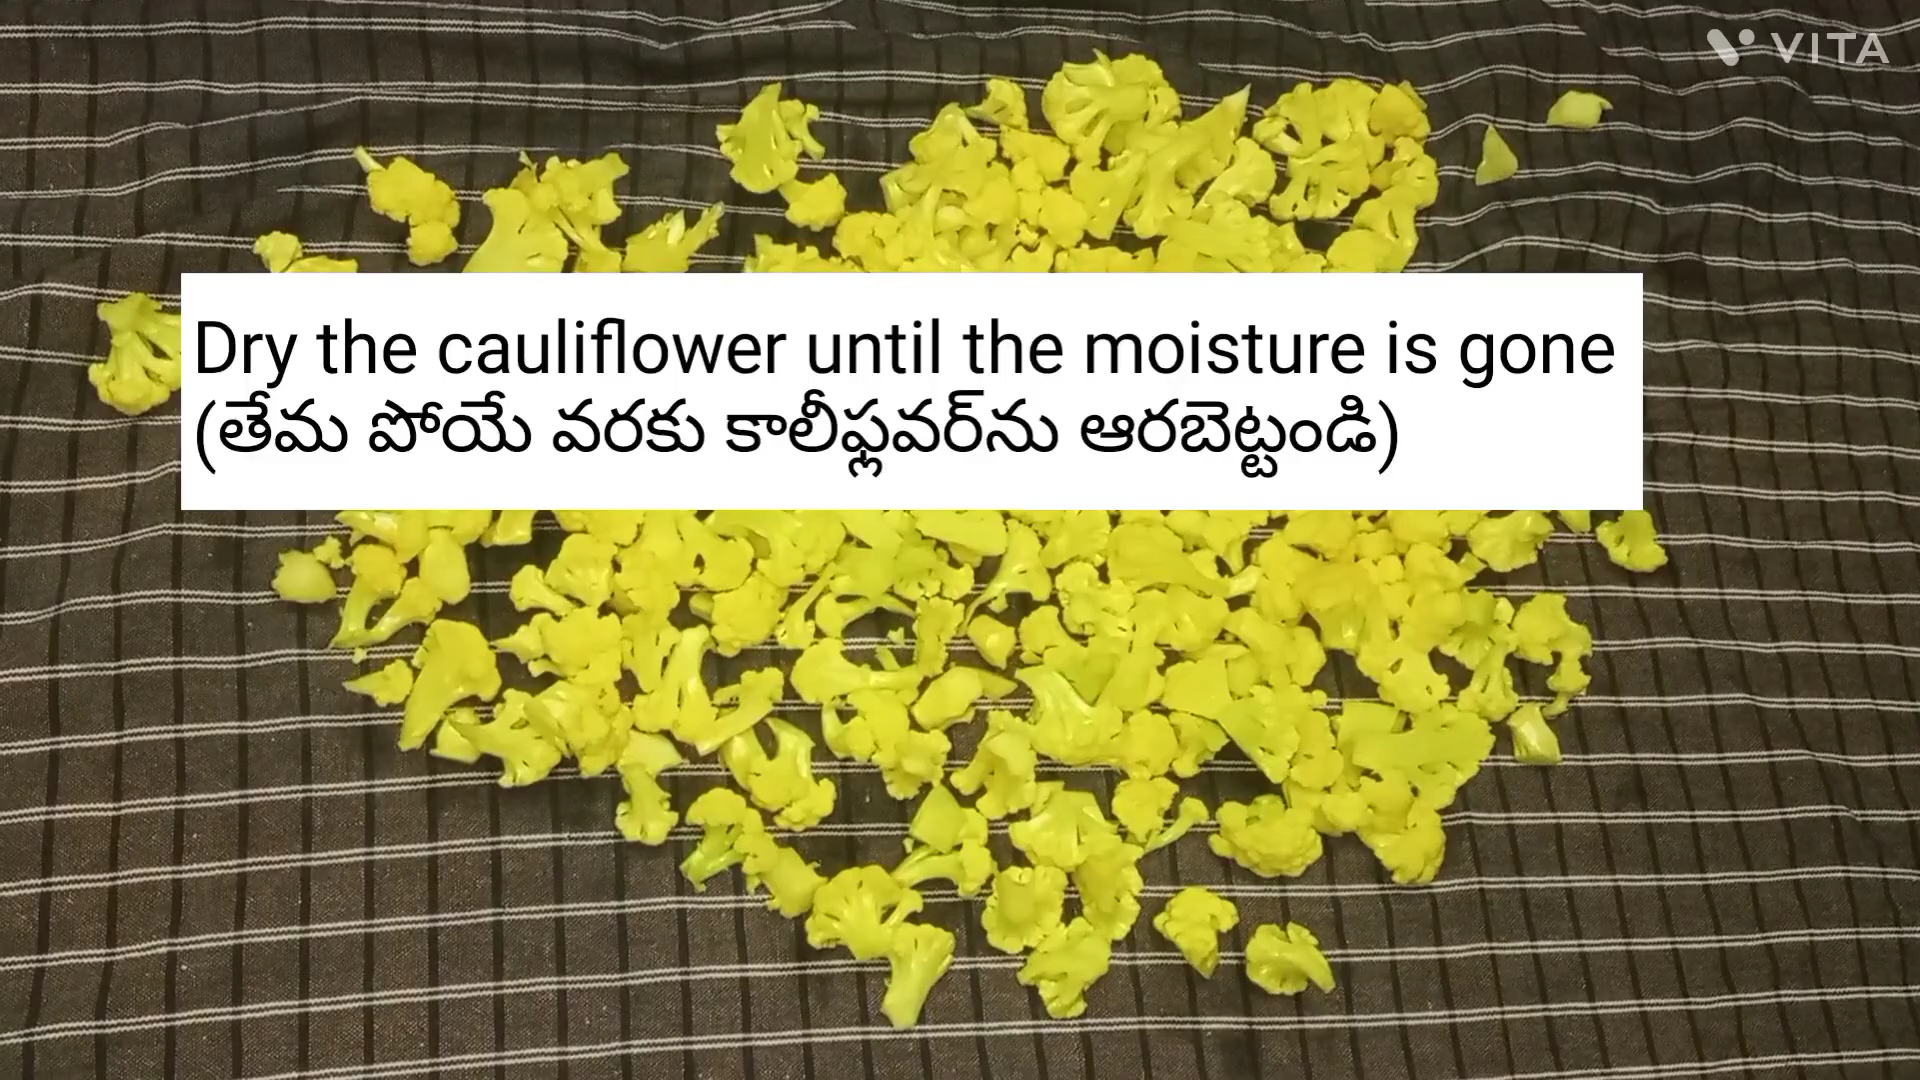 VITA
Dry the cauliflower until the moisture is gone
(తేమ పోయే వరకు కాలీఫ్లవర్‌ను ఆరబెట్టండి)